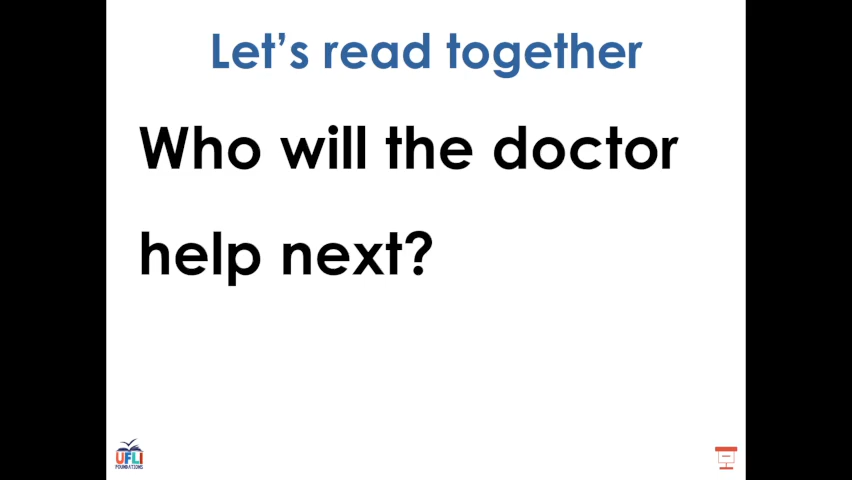 Let's read together
Who will the doctor
help next?
UFLI
FOUNDATIONS